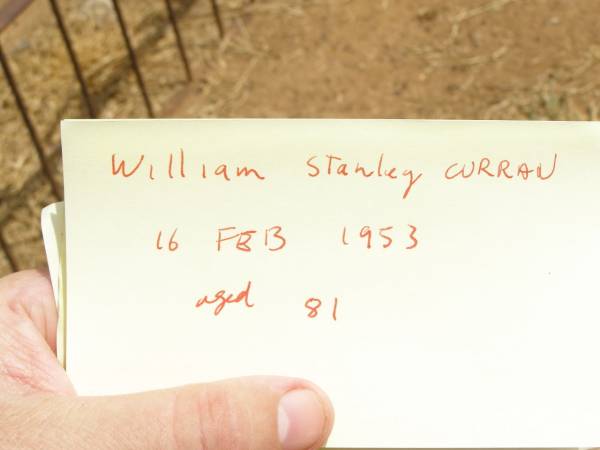 William Stanley CURRAN
16 FEB 1953
aged 81